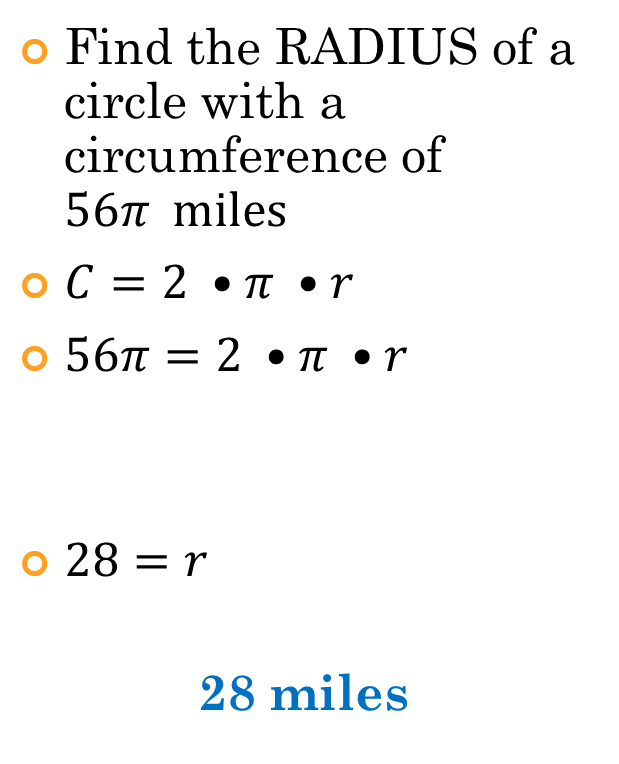 Find the RADIUS of a
circle with a
circumference of
56𝜋 miles
𝐶 = 2 • 𝜋 • 𝑟
56𝜋 = 2 • 𝜋 • 𝑟
28 = 𝑟
28 miles